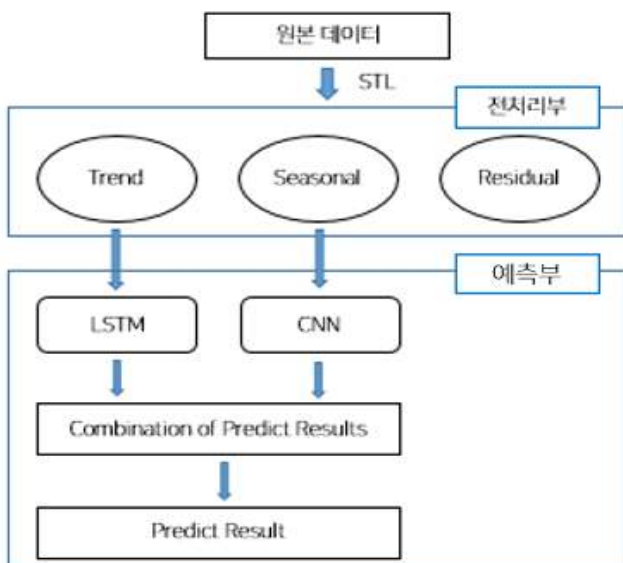 원본 데이터
STL
전처리부
Trend
Seasonal
Residual
예측부
LSTM
CNN
Combination of Predict Results
Predict Result